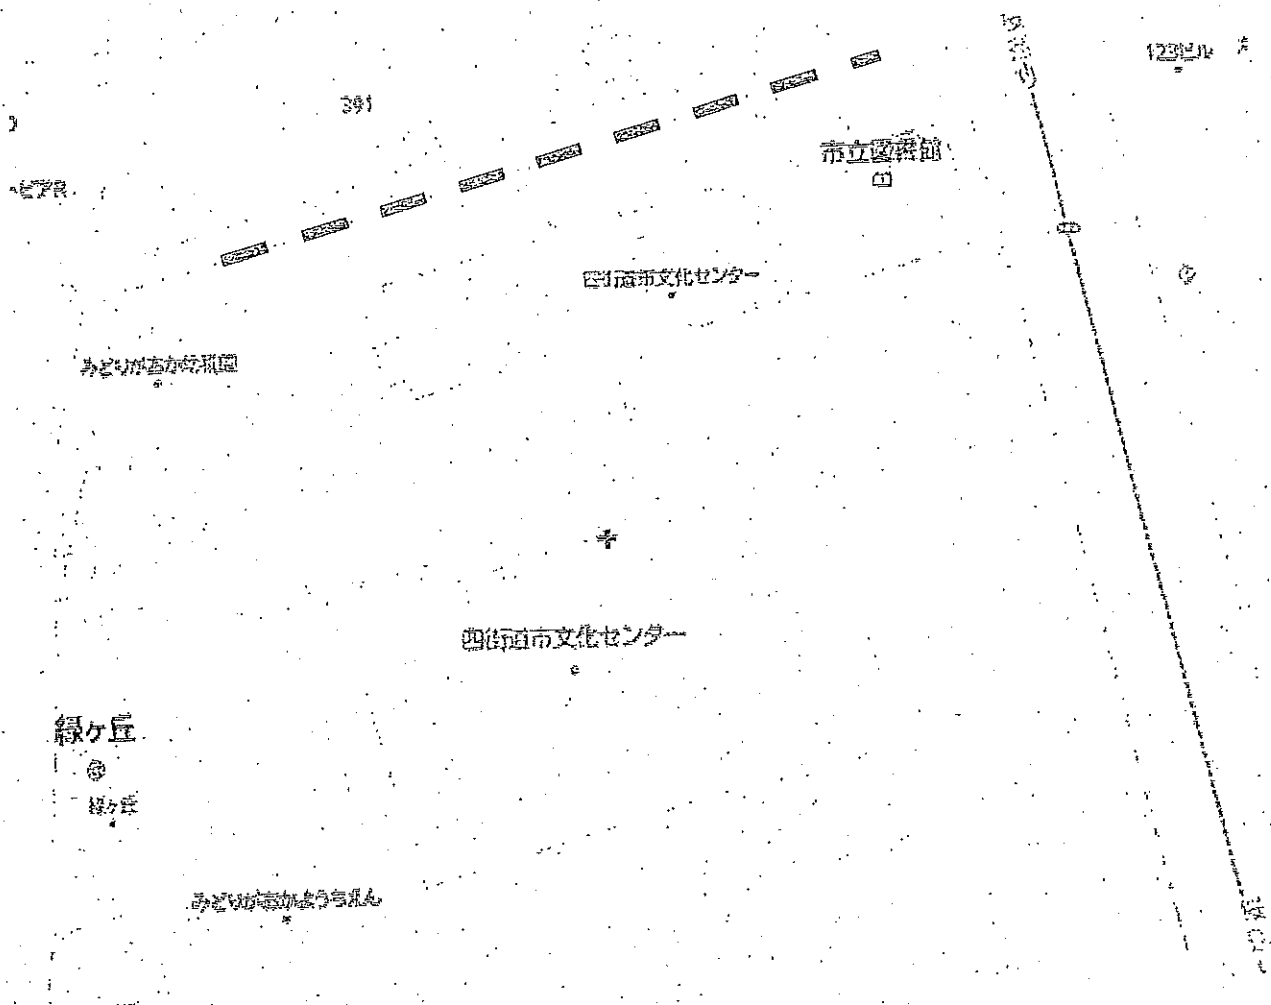 123ビル
391
市立図書館
四街道市文化センター
みどりがおか幼稚園
四街道市文化センター
緑ヶ丘
緑ヶ丘
みどりがおかようちえん